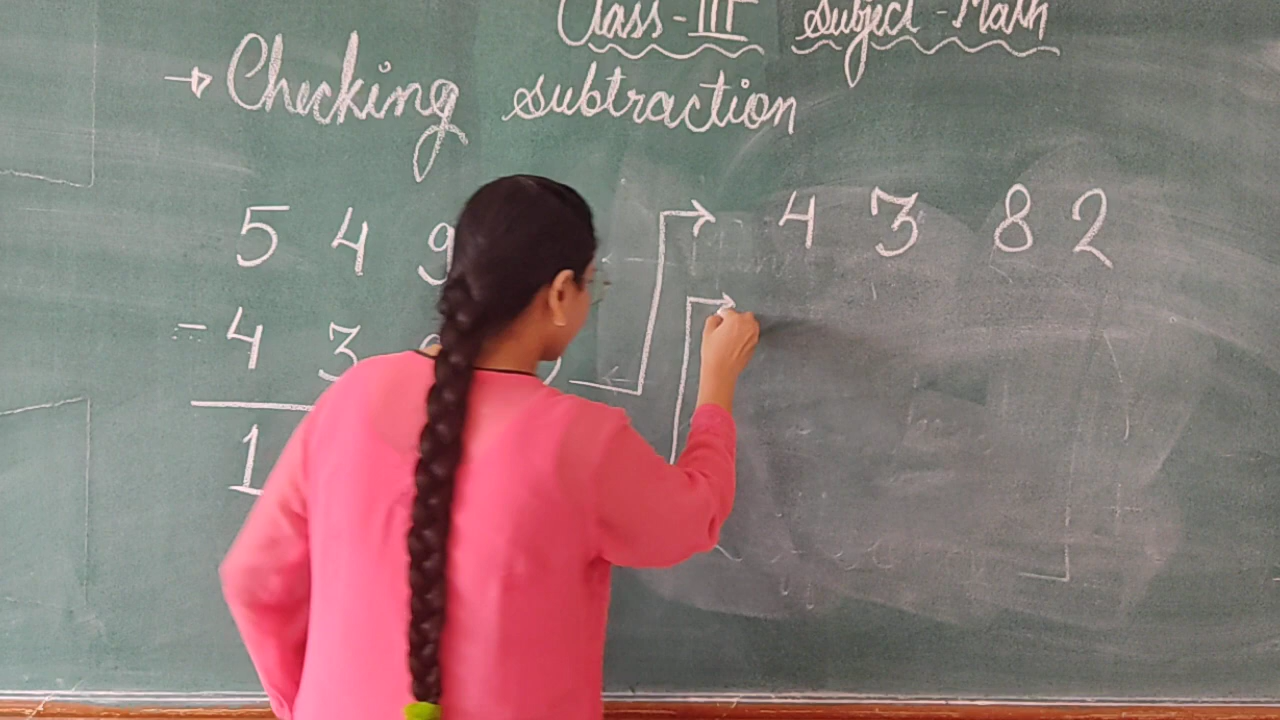 Class-III Subject-Math
→ Checking subtraction
5 4 9
4 3 8 2
- 4 3
1